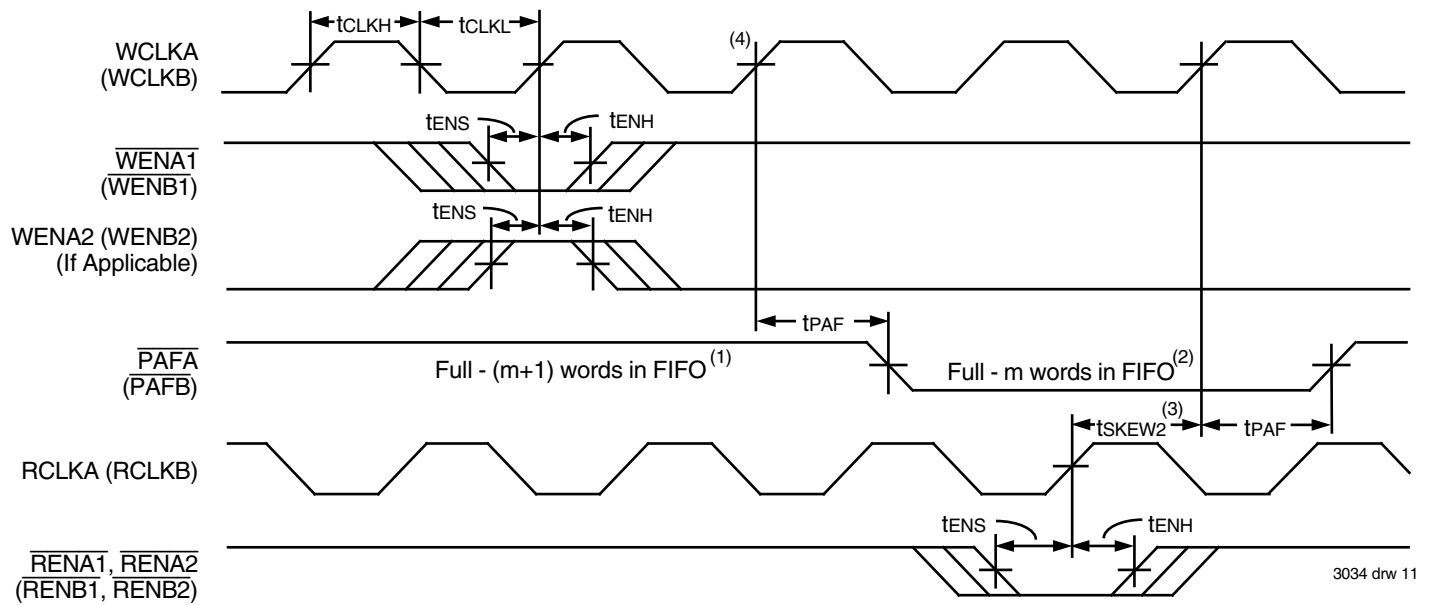 tCLKH tCLKL
WCLKA
(WCLKB)
(4)
tENS tENH
WENA1
(WENB1)
tENS tENH
WENA2 (WENB2)
(If Applicable)
tPAF
PAFA
(PAFB)
Full - (m+1) words in FIFO(1)
Full - m words in FIFO(2)
tSKEW2(3) tPAF
RCLKA (RCLKB)
tENS tENH
RENA1, RENA2
(RENB1, RENB2)
3034 drw 11